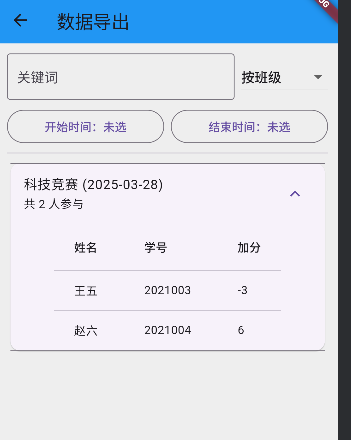 数据导出
关键词
按班级
开始时间：未选
结束时间：未选
科技竞赛 (2025-03-28)
共 2 人参与
姓名 学号 加分
王五 2021003 -3
赵六 2021004 6